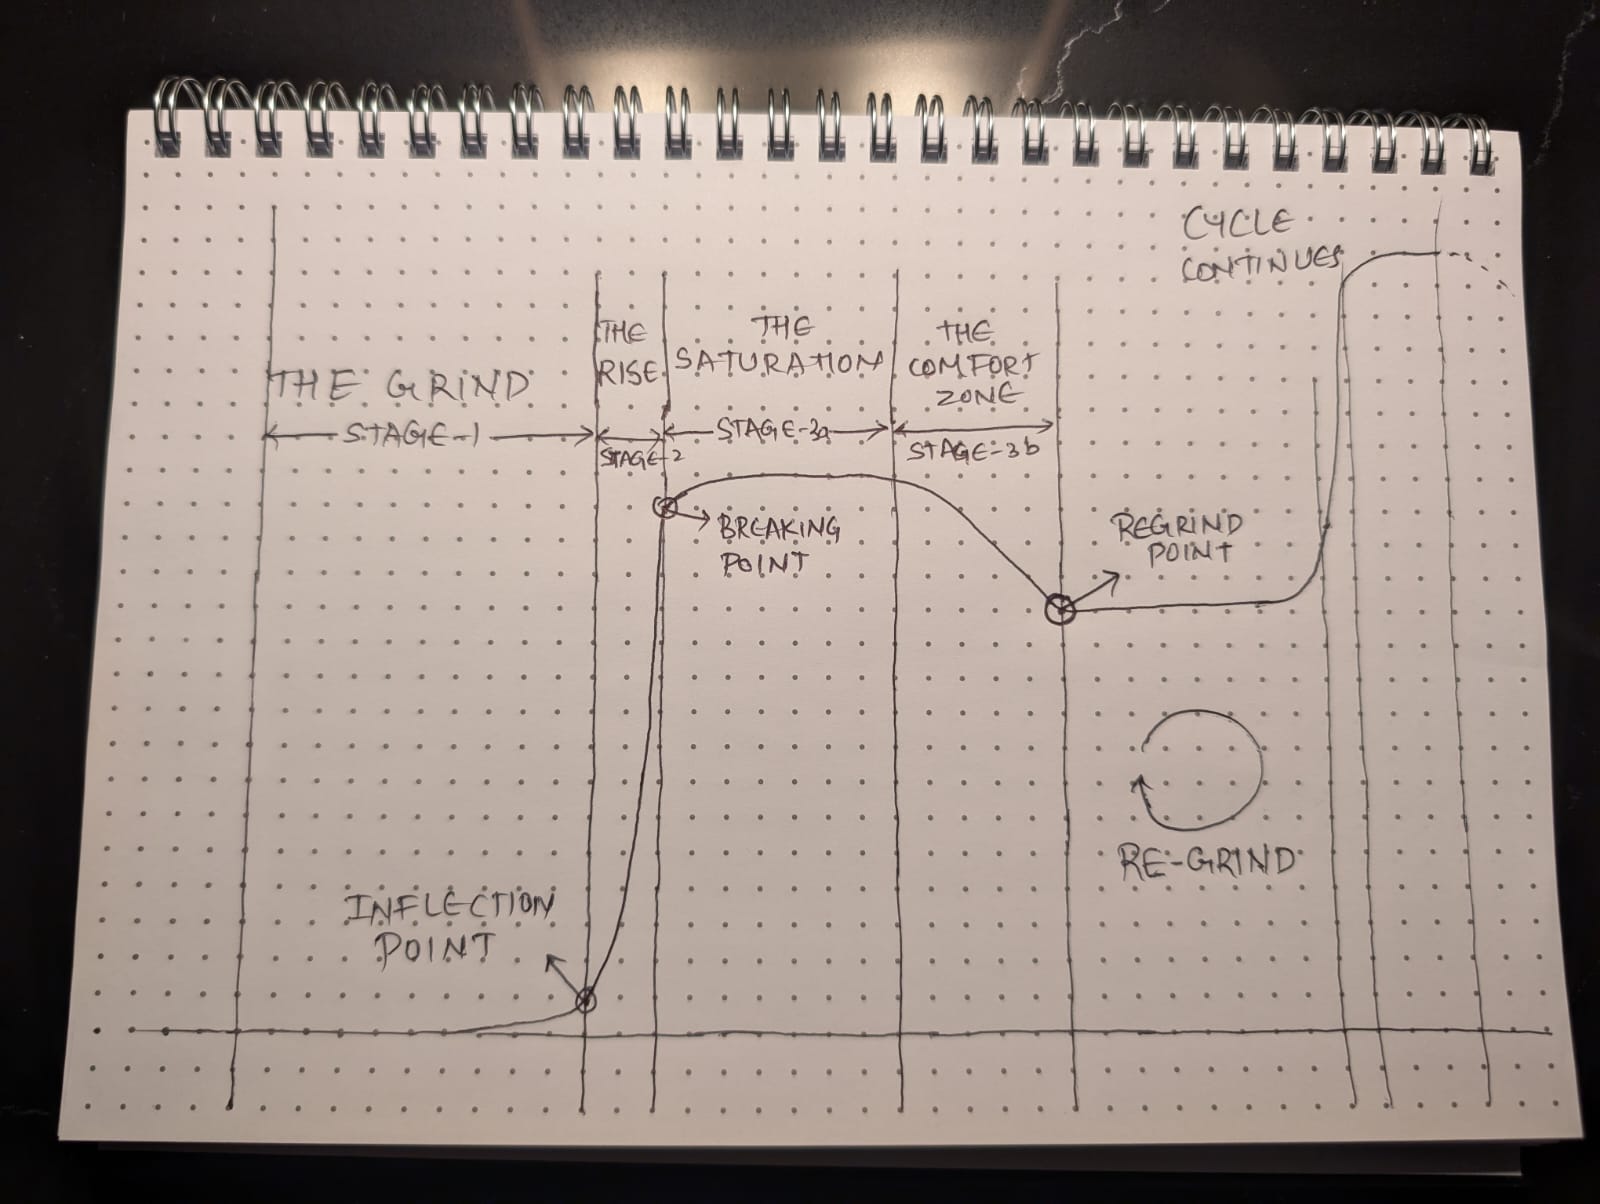 CYCLE
CONTINUES
THE GRIND
STAGE-1
THE
RISE
STAGE-2
THE
SATURATION
STAGE-3a
THE
COMFORT
ZONE
STAGE-3b
BREAKING
POINT
REGRIND
POINT
RE-GRIND
INFLECTION
POINT